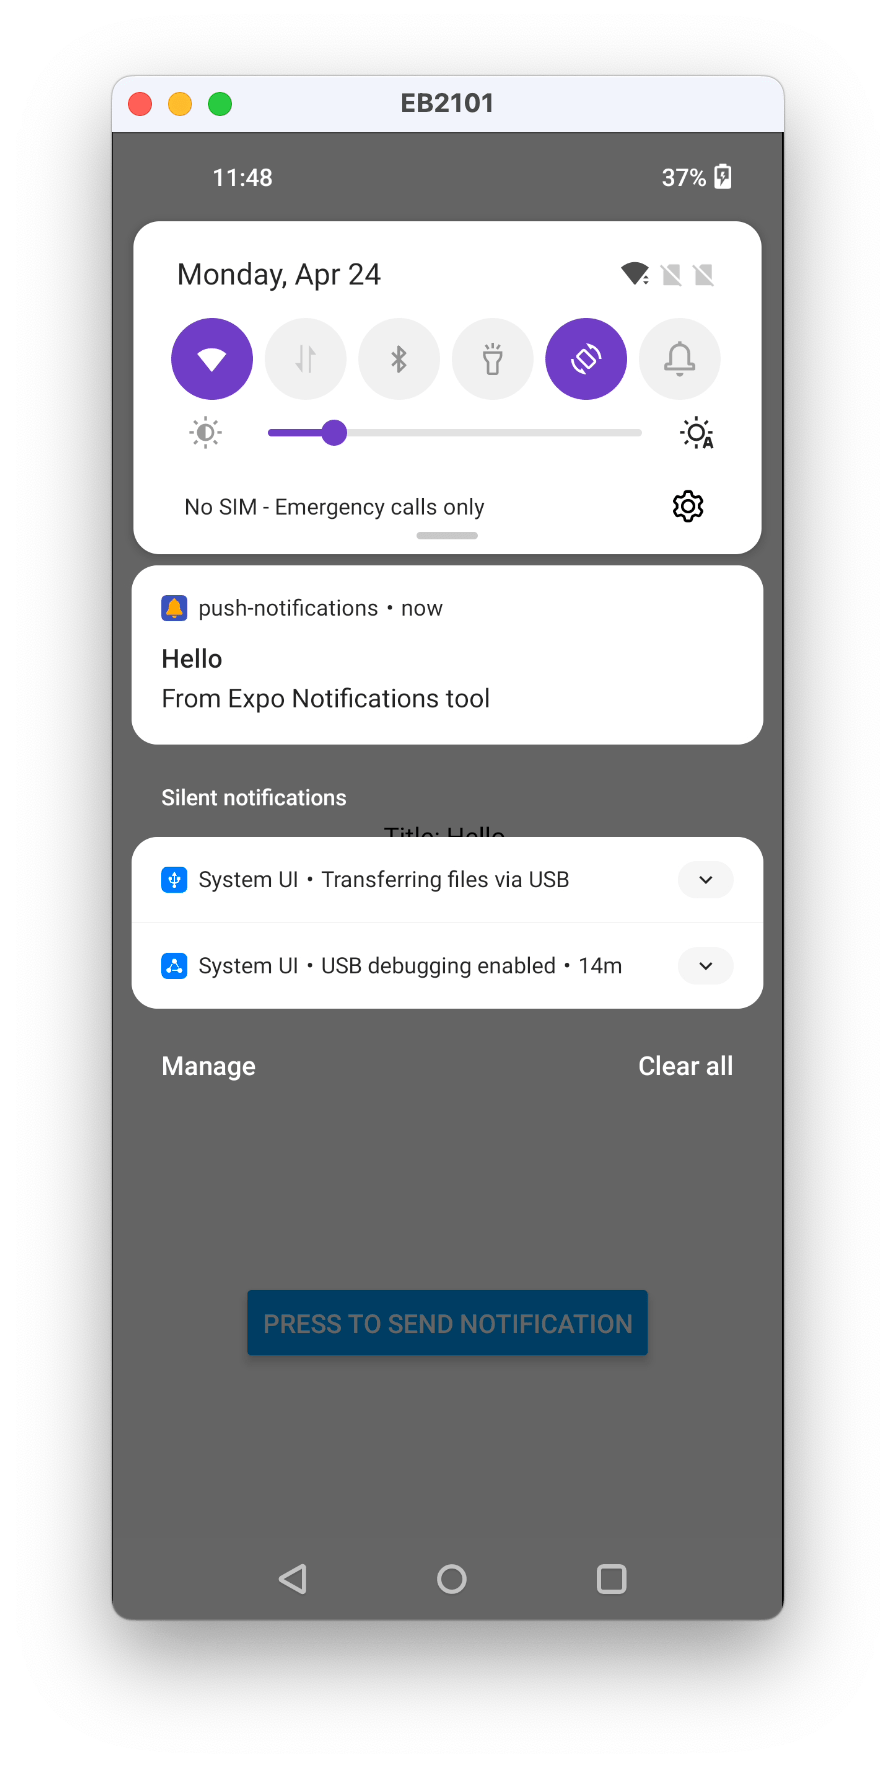 EB2101
11:48
37%
Monday, Apr 24
A
No SIM - Emergency calls only
push-notifications • now
Hello
From Expo Notifications tool
Silent notifications
Title: Hello
System UI • Transferring files via USB
System UI • USB debugging enabled • 14m
Manage
Clear all
PRESS TO SEND NOTIFICATION